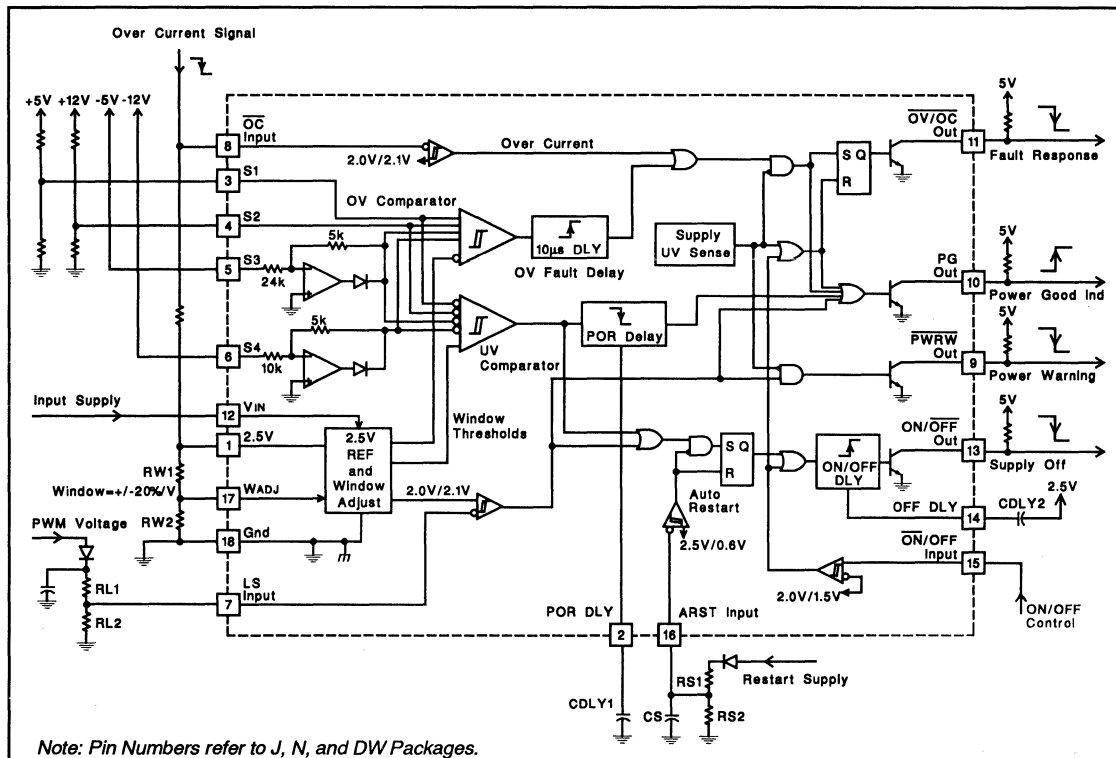 Over Current Signal
+5V +12V -5V -12V
OC
Input
8
2.0V/2.1V
Over Current
S1
3
OV Comparator
S2
4
S3
5
24k
5k
10µs DLY
OV Fault Delay
Supply
UV Sense
S Q
R
OV/OC
Out
11
5V
Fault Response
PG
Out
10
5V
Power Good Ind
S4
6
10k
5k
UV
Comparator
POR Delay
PWRW
Out
9
5V
Power Warning
Input Supply
VIN
12
2.5V
1
2.5V
REF
and
Window
Adjust
Window
Thresholds
RW1
Window=+/-20%/V
WADJ
17
RW2
2.0V/2.1V
Gnd
18
PWM Voltage
RL1
RL2
LS
Input
7
S Q
R
Auto
Restart
2.5V/0.6V
ON/OFF
DLY
ON/OFF
Out
13
5V
Supply Off
2.5V
OFF DLY
14
CDLY2
ON/OFF
Input
15
2.0V/1.5V
ON/OFF
Control
POR DLY
2
ARST Input
16
CDLY1
CS
RS1
RS2
Restart Supply
Note: Pin Numbers refer to J, N, and DW Packages.